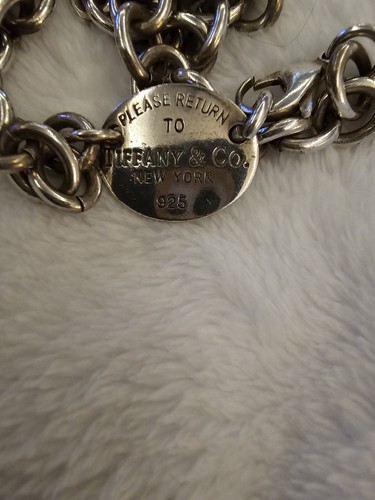 PLEASE RETURN
TO
TIFFANY & Co.
NEW YORK
925